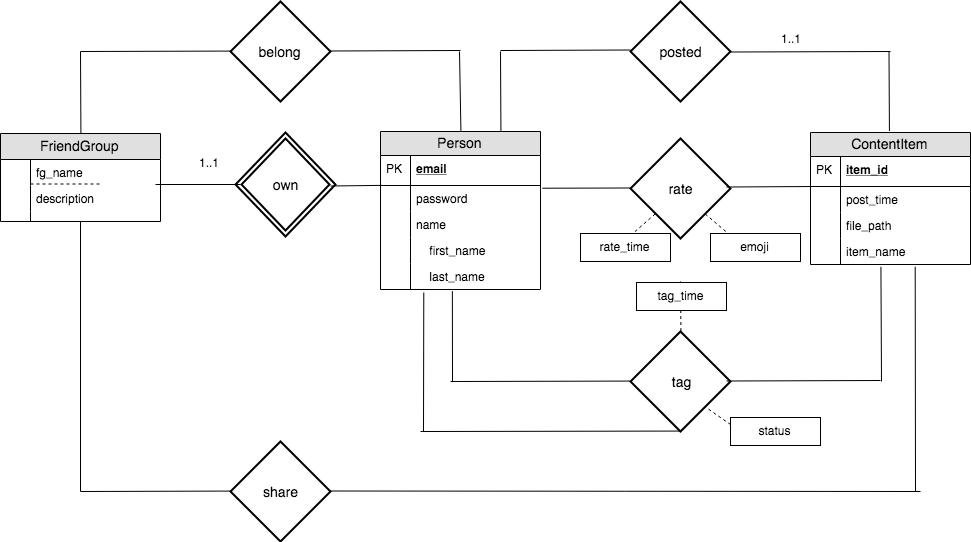 belong
posted
1..1
FriendGroup
fg_name
description
1..1
own
Person
PK email
password
name
first_name
last_name
rate
rate_time
emoji
ContentItem
PK item_id
post_time
file_path
item_name
tag_time
tag
status
share